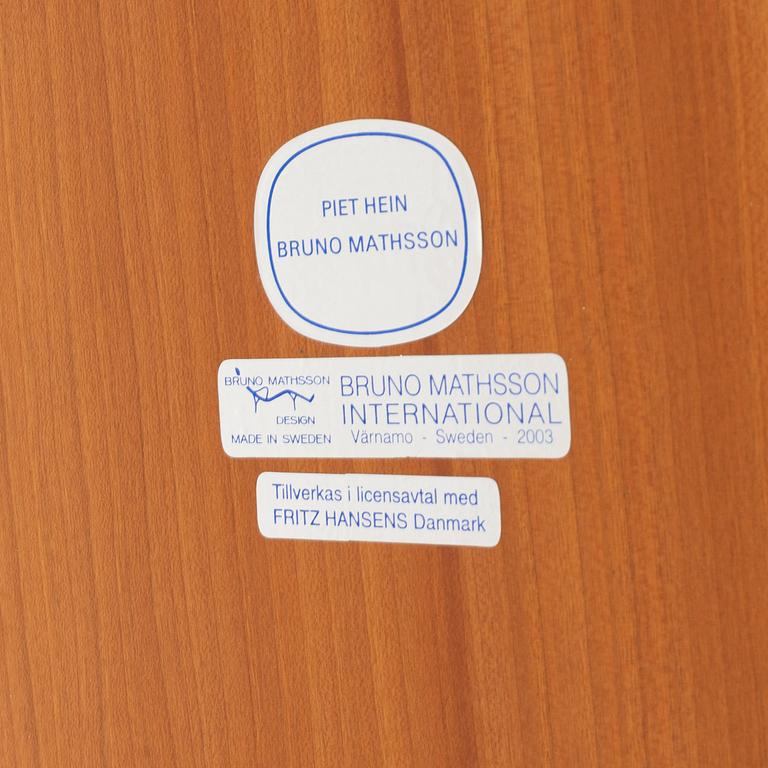 PIET HEIN
BRUNO MATHSSON
BRUNO MATHSSON
DESIGN
MADE IN SWEDEN
BRUNO MATHSSON
INTERNATIONAL
Värnamo - Sweden - 2003
Tillverkas i licensavtal med
FRITZ HANSENS Danmark